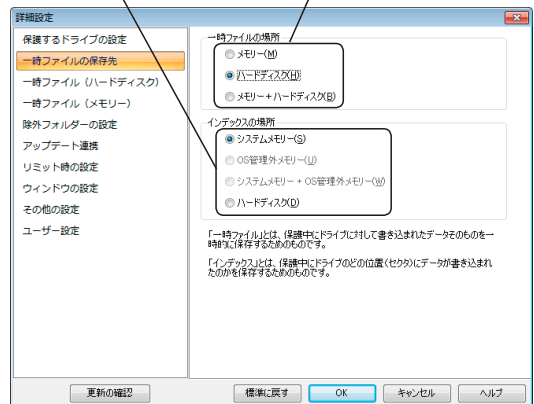 詳細設定
保護するドライブの設定
一時ファイルの保存先
一時ファイル（ハードディスク）
一時ファイル（メモリー）
除外フォルダーの設定
アップデート連携
リミット時の設定
ウィンドウの設定
その他の設定
ユーザー設定
一時ファイルの場所
メモリー(M)
ハードディスク(H)
メモリー+ハードディスク(B)
インデックスの場所
システムメモリー(S)
OS管理外メモリー(U)
システムメモリー + OS管理外メモリー(W)
ハードディスク(D)
「一時ファイル」とは、保護中にドライブに対して書き込まれたデータそのものを一
時的に保存するためのものです。
「インデックス」とは、保護中にドライブのどの位置(セクタ)にデータが書き込まれ
たのかを保存するためのものです。
更新の確認
標準に戻す
OK
キャンセル
ヘルプ